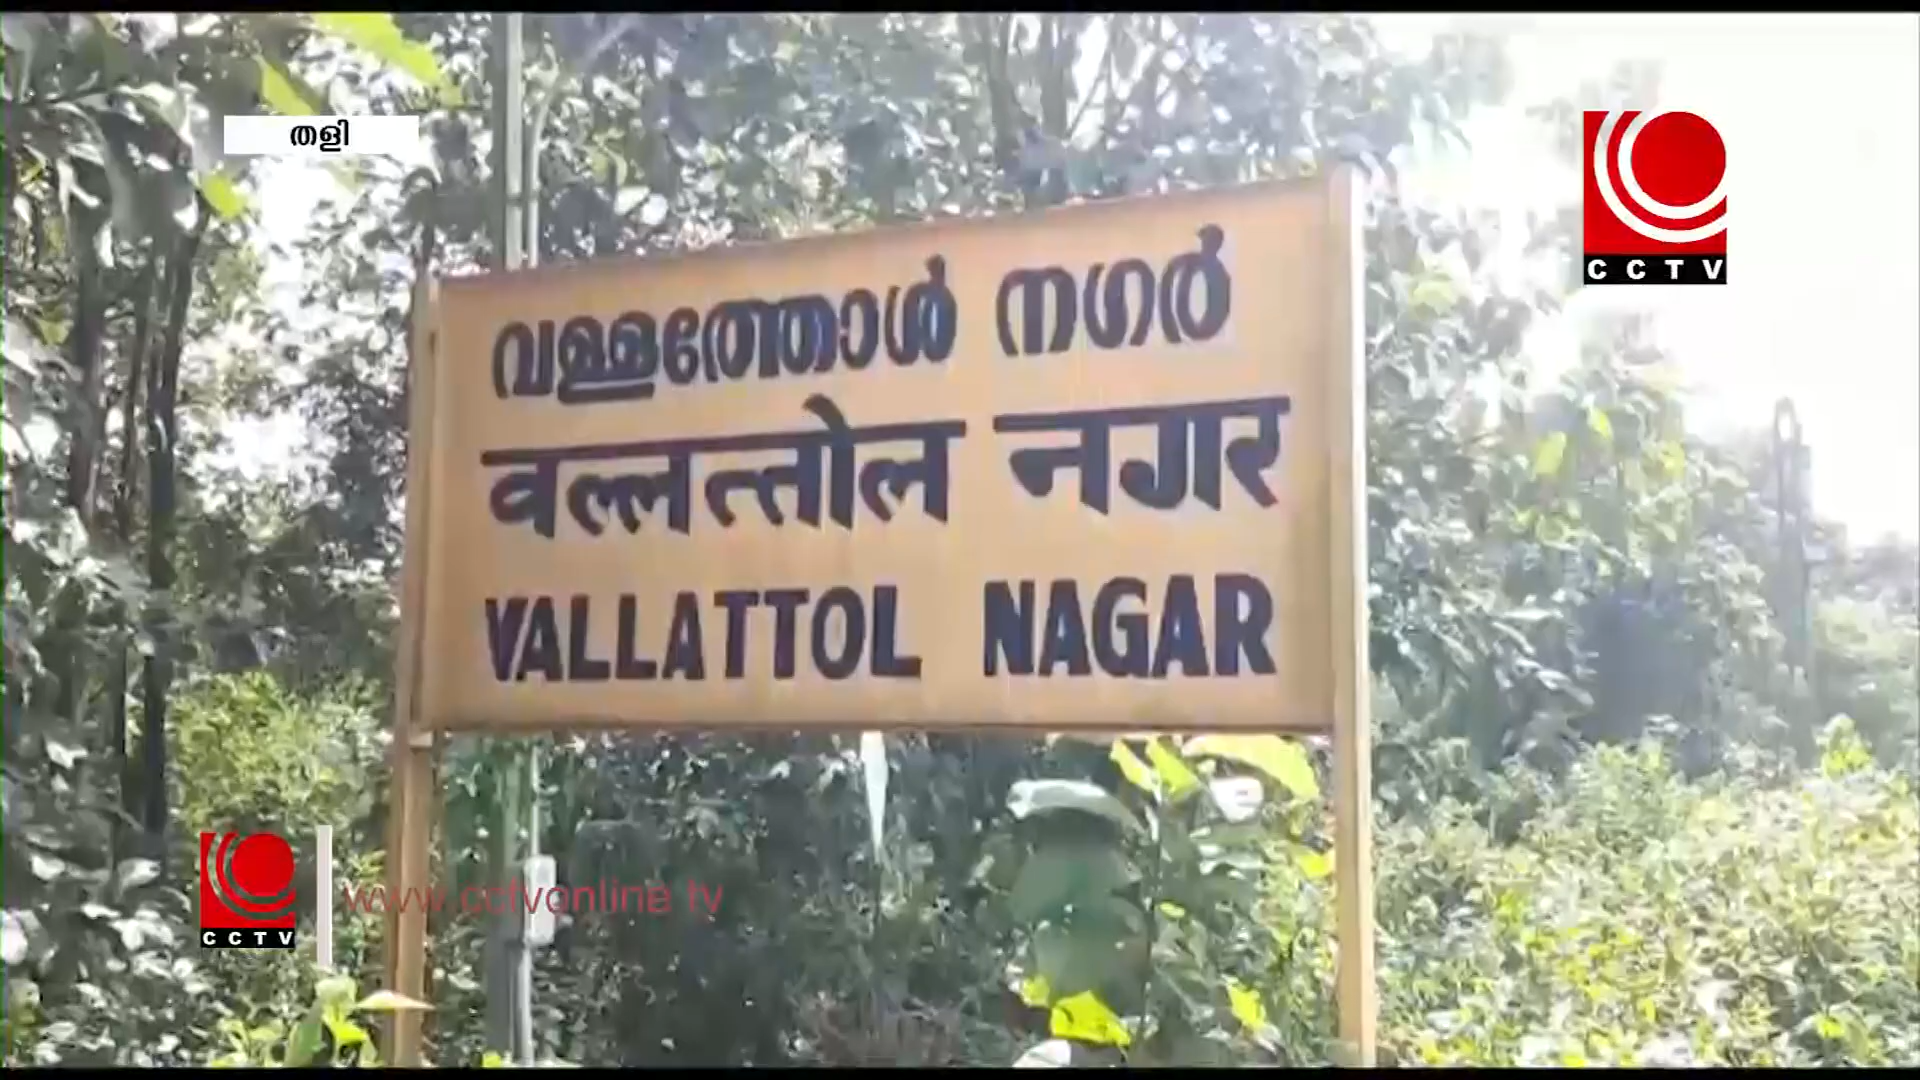 തളി
CCTV
വള്ളത്തോൾ നഗർ
वल्लत्तोल नगर
VALLATTOL NAGAR
www.cctvonline.tv
CCTV